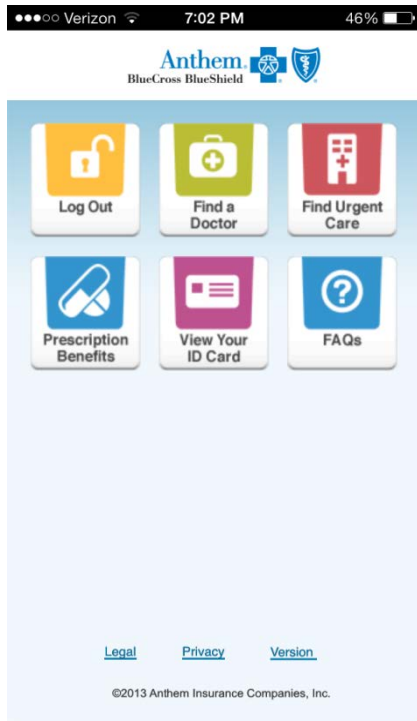 Verizon 7:02 PM 46%
Anthem.
BlueCross BlueShield
Log Out
Find a
Doctor
Find Urgent
Care
Prescription
Benefits
View Your
ID Card
FAQs
Legal Privacy Version
©2013 Anthem Insurance Companies, Inc.